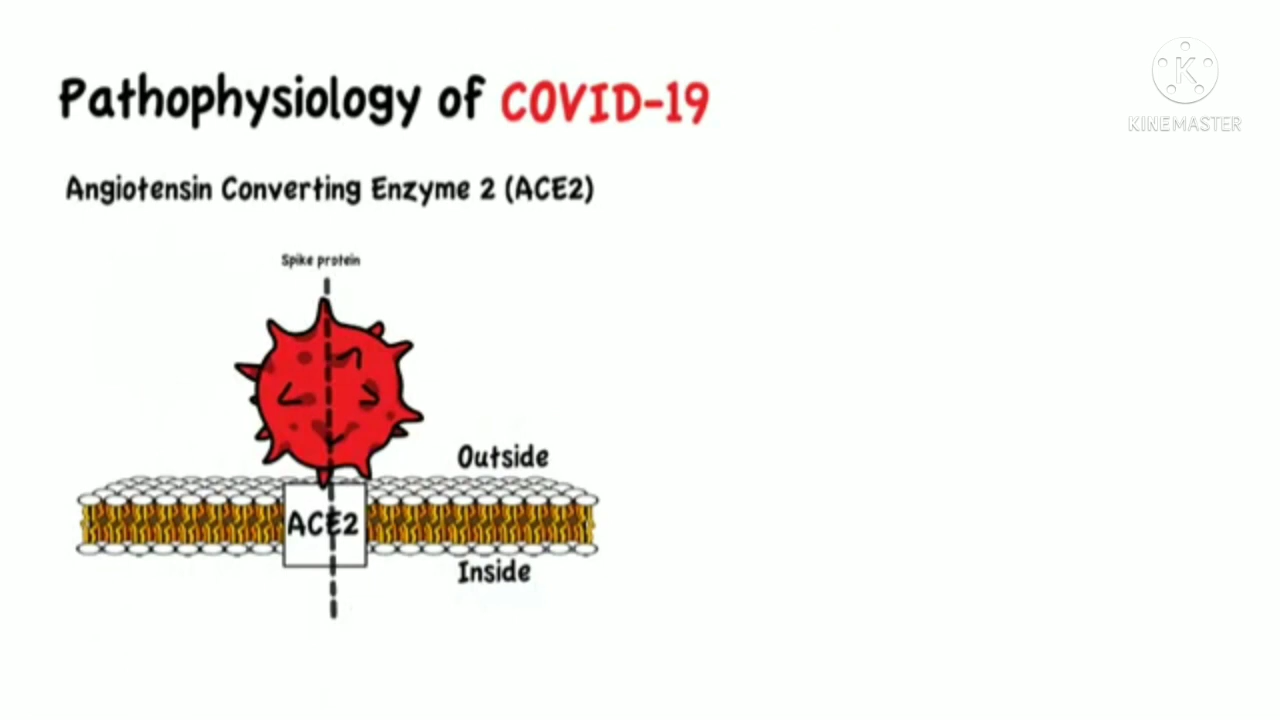 Pathophysiology of COVID-19
K
KINEMASTER
Angiotensin Converting Enzyme 2 (ACE2)
Spike protein
Outside
ACE2
Inside